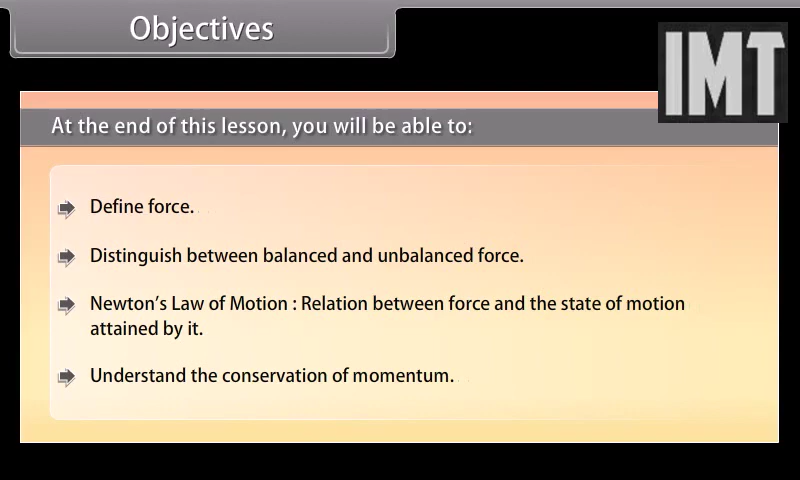 Objectives
IMT
At the end of this lesson, you will be able to:
Define force.
Distinguish between balanced and unbalanced force.
Newton's Law of Motion : Relation between force and the state of motion
attained by it.
Understand the conservation of momentum.